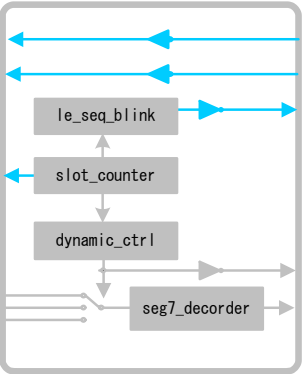 le_seq_blink
slot_counter
dynamic_ctrl
seg7_decorder